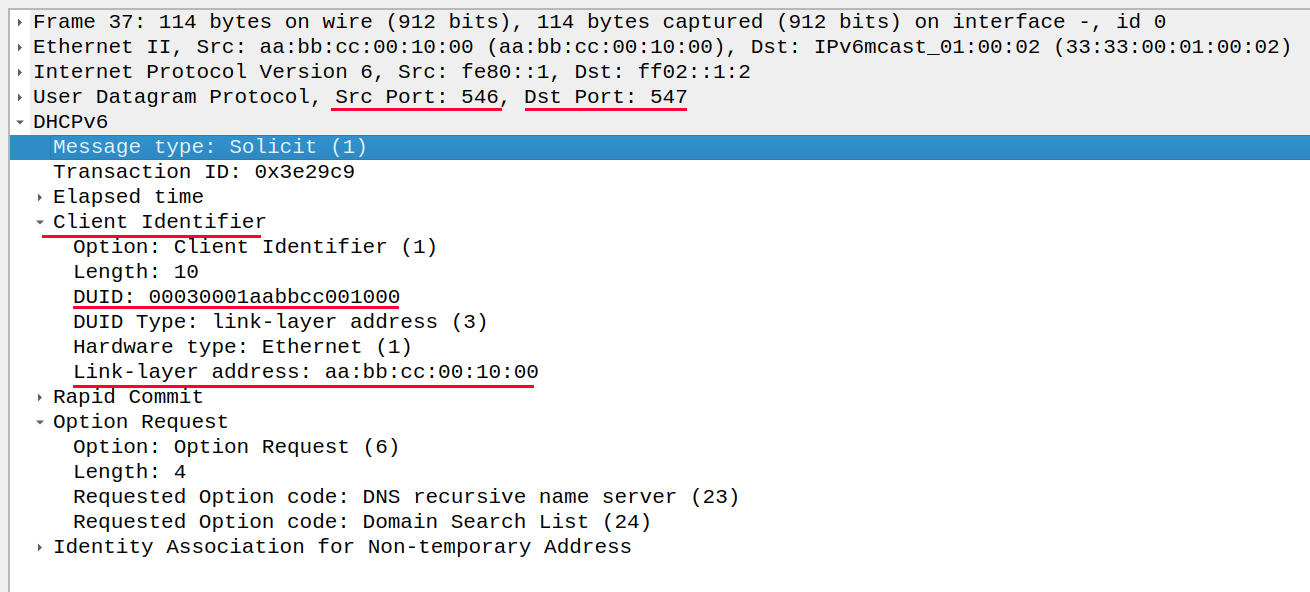 Frame 37: 114 bytes on wire (912 bits), 114 bytes captured (912 bits) on interface -, id 0
Ethernet II, Src: aa:bb:cc:00:10:00 (aa:bb:cc:00:10:00), Dst: IPv6mcast_01:00:02 (33:33:00:01:00:02)
Internet Protocol Version 6, Src: fe80::1, Dst: ff02::1:2
User Datagram Protocol, Src Port: 546, Dst Port: 547
DHCPv6
Message type: Solicit (1)
Transaction ID: 0x3e29c9
Elapsed time
Client Identifier
Option: Client Identifier (1)
Length: 10
DUID: 00030001aabbcc001000
DUID Type: link-layer address (3)
Hardware type: Ethernet (1)
Link-layer address: aa:bb:cc:00:10:00
Rapid Commit
Option Request
Option: Option Request (6)
Length: 4
Requested Option code: DNS recursive name server (23)
Requested Option code: Domain Search List (24)
Identity Association for Non-temporary Address